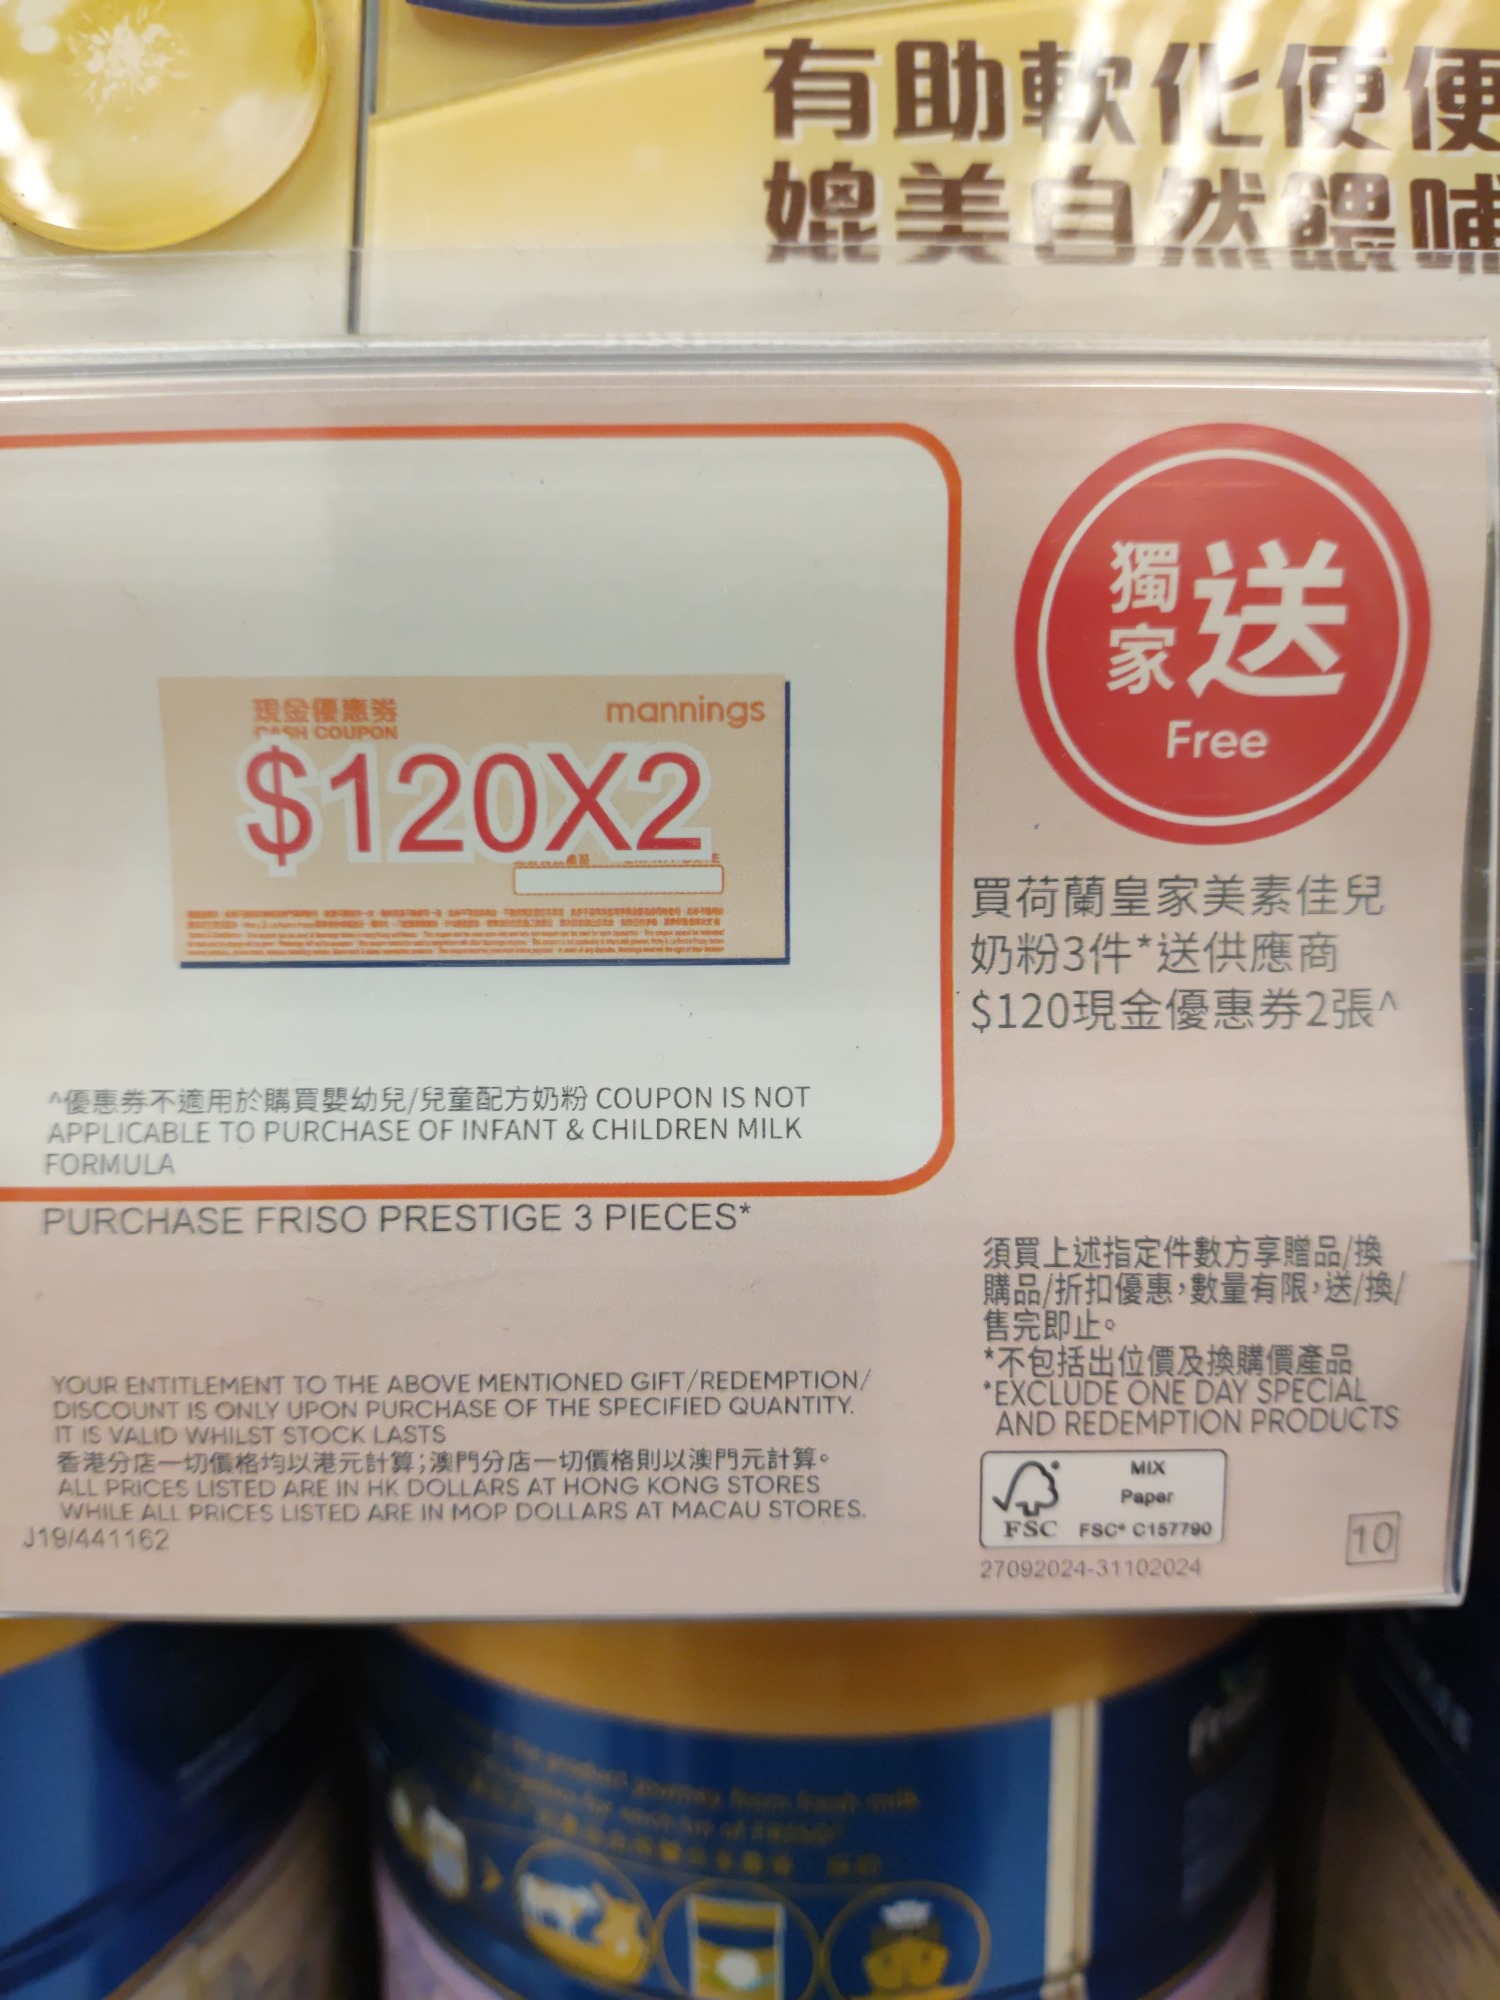 有助軟化便便
媲美自然餵哺
獨家送
Free
現金優惠券
CASH COUPON
mannings
$120X2
買荷蘭皇家美素佳兒
奶粉3件*送供應商
$120現金優惠券2張^
^優惠券不適用於購買嬰幼兒/兒童配方奶粉 COUPON IS NOT
APPLICABLE TO PURCHASE OF INFANT & CHILDREN MILK
FORMULA
PURCHASE FRISO PRESTIGE 3 PIECES*
須買上述指定件數方享贈品/換
購品/折扣優惠,數量有限,送/換/
售完即止。
*不包括出位價及換購價產品
*EXCLUDE ONE DAY SPECIAL
AND REDEMPTION PRODUCTS
YOUR ENTITLEMENT TO THE ABOVE MENTIONED GIFT/REDEMPTION/
DISCOUNT IS ONLY UPON PURCHASE OF THE SPECIFIED QUANTITY.
IT IS VALID WHILST STOCK LASTS
香港分店一切價格均以港元計算;澳門分店一切價格則以澳門元計算。
ALL PRICES LISTED ARE IN HK DOLLARS AT HONG KONG STORES
WHILE ALL PRICES LISTED ARE IN MOP DOLLARS AT MACAU STORES.
J19/441162
MIX
Paper
FSC FSC® C157790
27092024-31102024
10